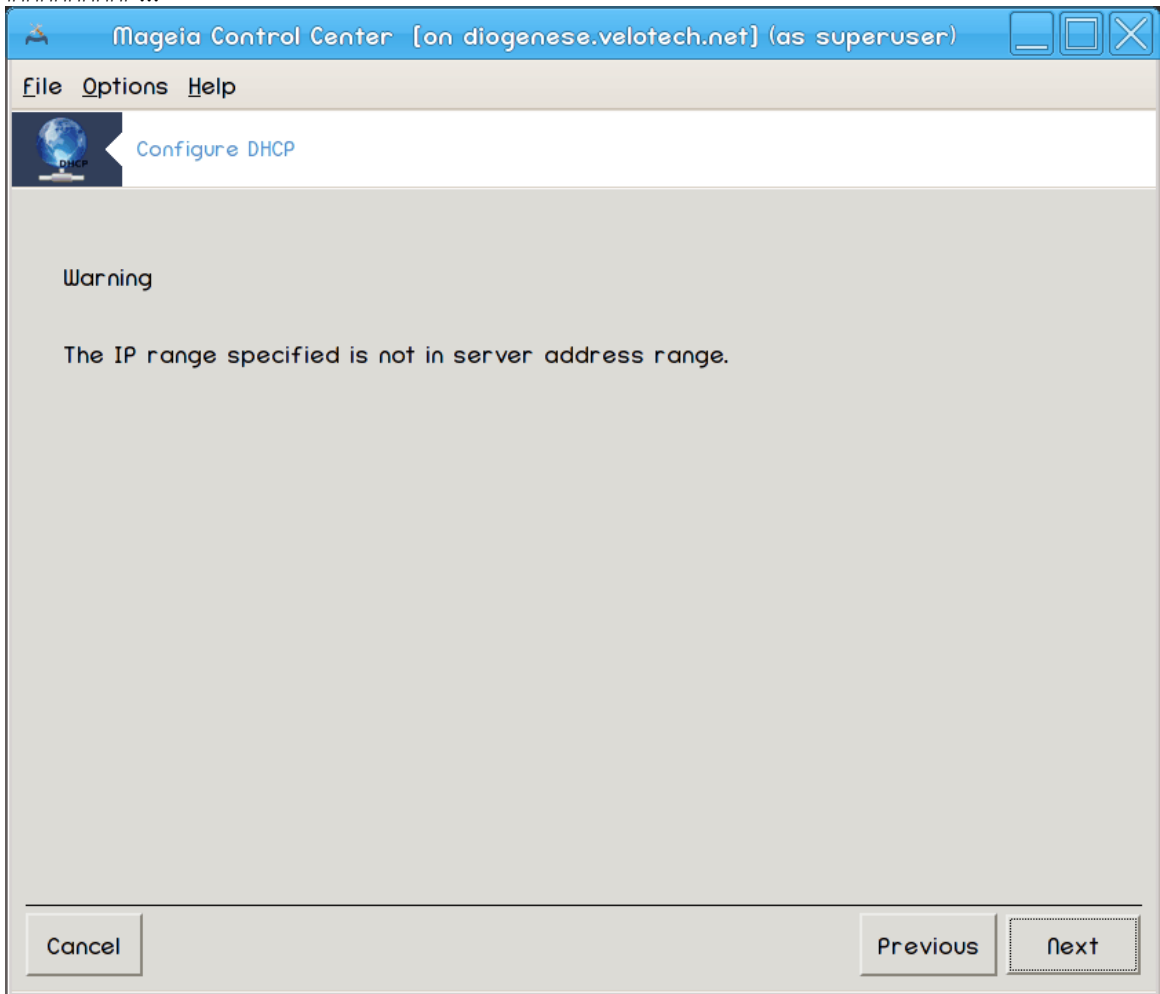 Mageia Control Center [on diogenese.velotech.net] (as superuser)
File Options Help
DHCP
Configure DHCP
Warning
The IP range specified is not in server address range.
Cancel Previous Next